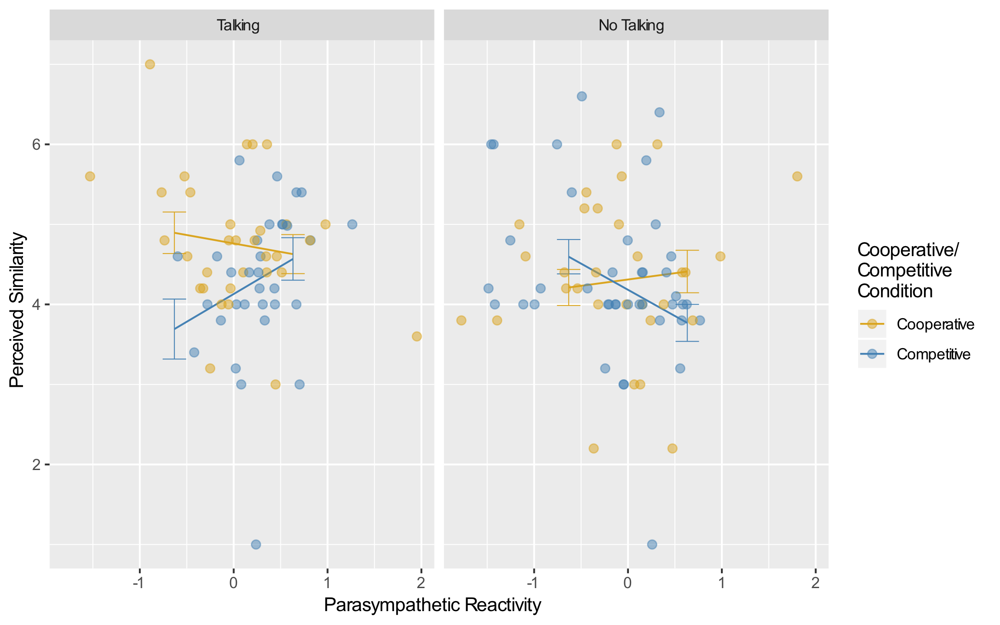 Talking
No Talking
Perceived Similarity
6
4
2
-1 0 1 2
-1 0 1 2
Parasympathetic Reactivity
Cooperative/
Competitive
Condition
Cooperative
Competitive